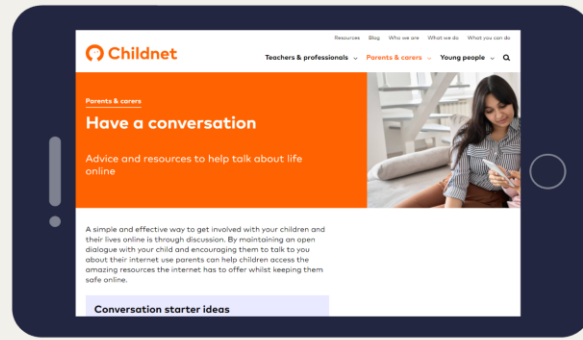 Resources Blog Who we are What we do What you can do
Childnet
Teachers & professionals Parents & carers Young people
Parents & carers
Have a conversation
Advice and resources to help talk about life
online
A simple and effective way to get involved with your children and
their lives online is through discussion. By maintaining an open
dialogue with your child and encouraging them to talk to you
about their internet use parents can help children access the
amazing resources the internet has to offer whilst keeping them
safe online.
Conversation starter ideas